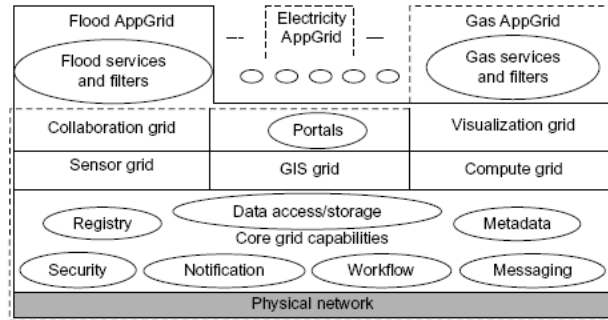 Flood AppGrid
Electricity
AppGrid
Gas AppGrid
Flood services
and filters
Gas services
and filters
Collaboration grid
Portals
Visualization grid
Sensor grid
GIS grid
Compute grid
Registry
Data access/storage
Metadata
Core grid capabilities
Security
Notification
Workflow
Messaging
Physical network